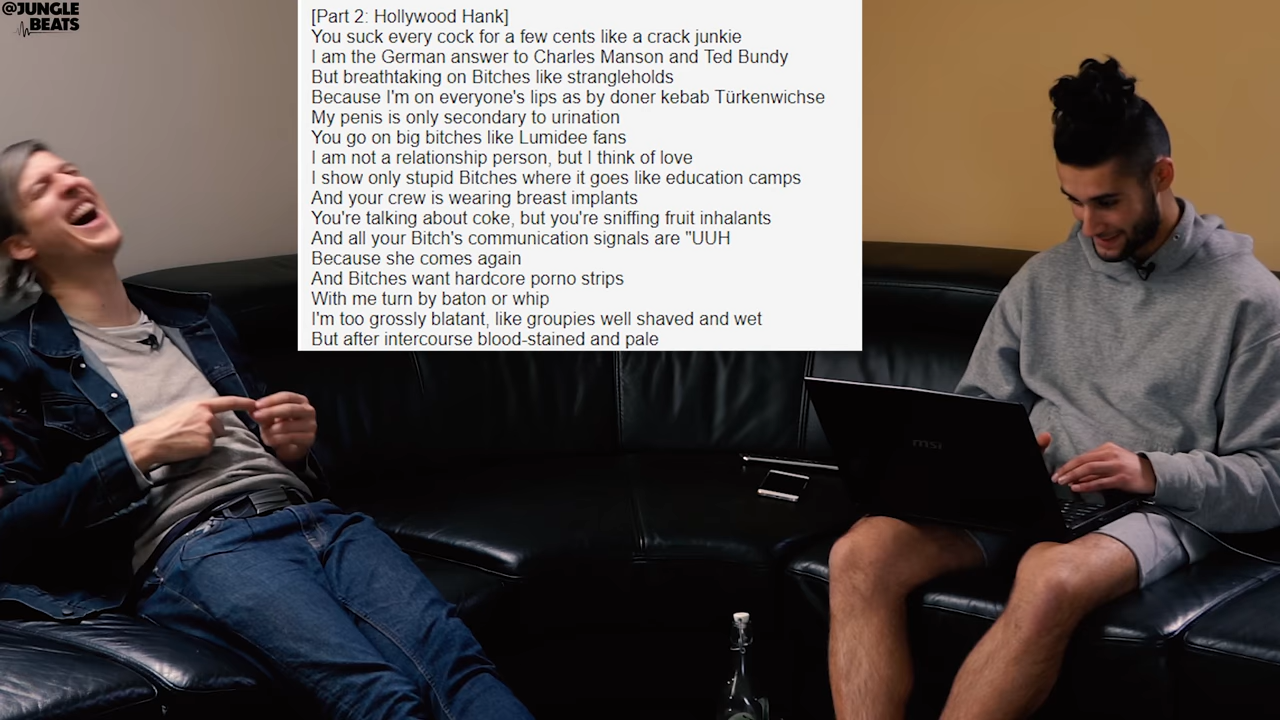 @JUNGLE
BEATS
[Part 2: Hollywood Hank]
You suck every cock for a few cents like a crack junkie
I am the German answer to Charles Manson and Ted Bundy
But breathtaking on Bitches like strangleholds
Because I'm on everyone's lips as by doner kebab Türkenwichse
My penis is only secondary to urination
You go on big bitches like Lumidee fans
I am not a relationship person, but I think of love
I show only stupid Bitches where it goes like education camps
And your crew is wearing breast implants
You're talking about coke, but you're sniffing fruit inhalants
And all your Bitch's communication signals are "UUH
Because she comes again
And Bitches want hardcore porno strips
With me turn by baton or whip
I'm too grossly blatant, like groupies well shaved and wet
But after intercourse blood-stained and pale
msi